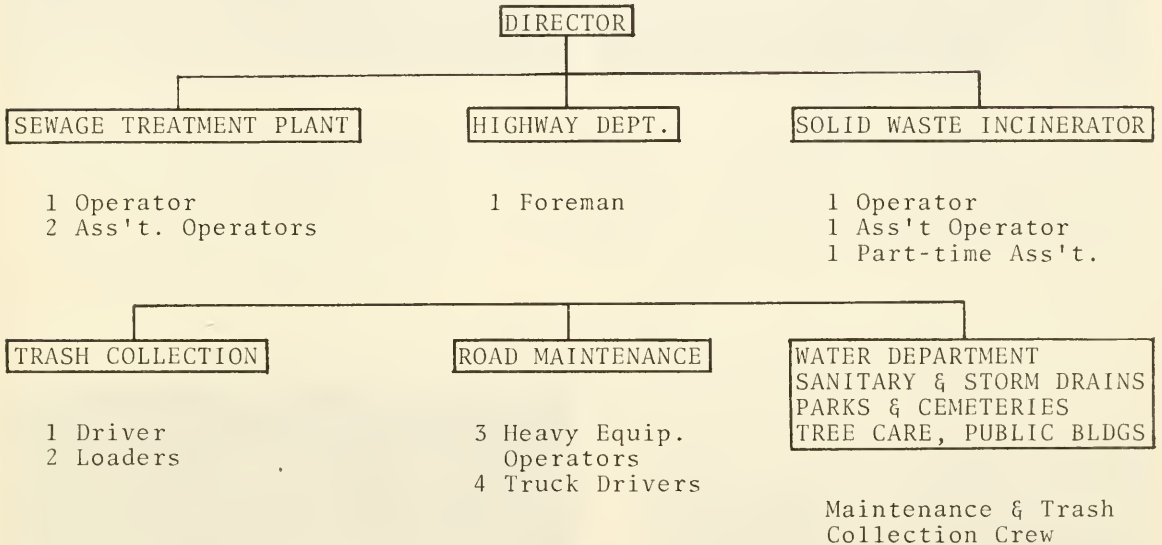 DIRECTOR
SEWAGE TREATMENT PLANT
1 Operator
2 Ass't. Operators
HIGHWAY DEPT.
1 Foreman
SOLID WASTE INCINERATOR
1 Operator
1 Ass't Operator
1 Part-time Ass't.
TRASH COLLECTION
1 Driver
2 Loaders
ROAD MAINTENANCE
3 Heavy Equip.
Operators
4 Truck Drivers
WATER DEPARTMENT
SANITARY & STORM DRAINS
PARKS & CEMETERIES
TREE CARE, PUBLIC BLDGS
Maintenance & Trash
Collection Crew